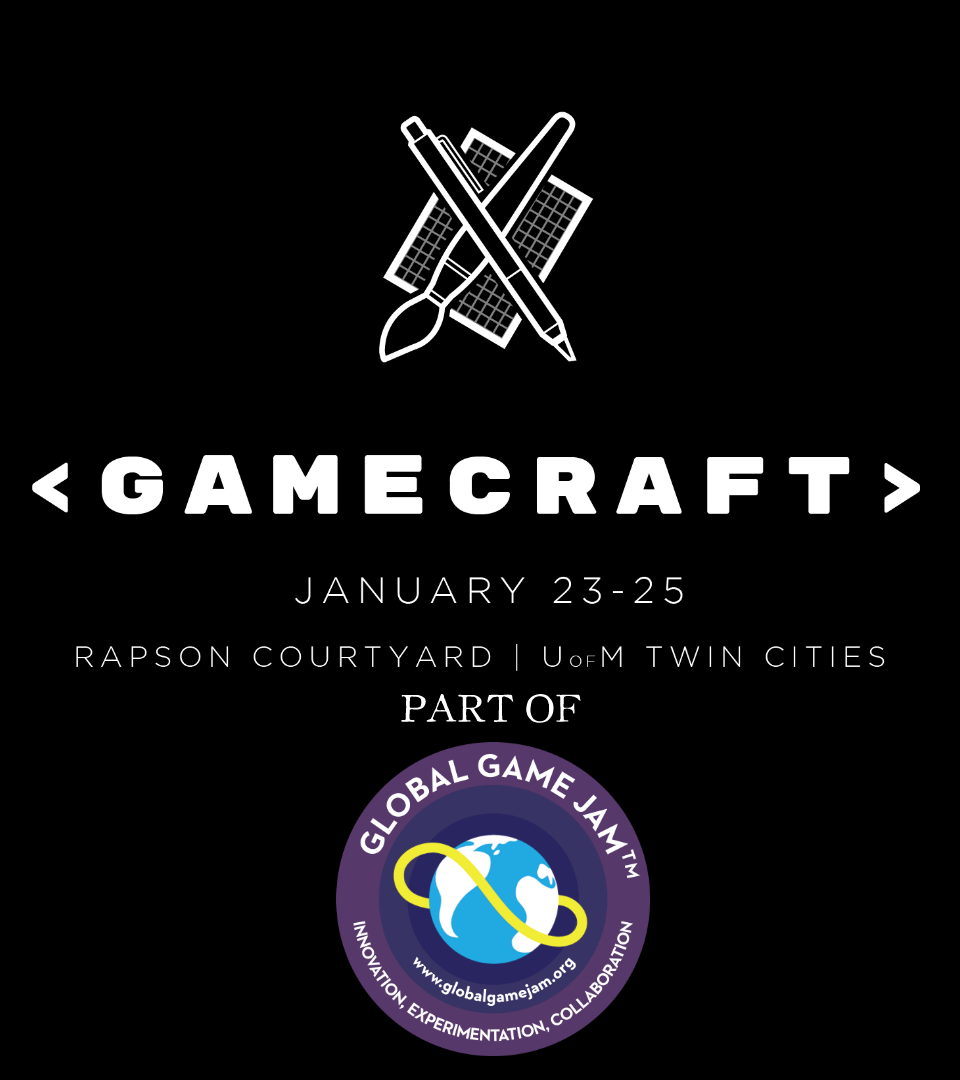 <GAMECRAFT>
JANUARY 23-25
RAPSON COURTYARD | UOFM TWIN CITIES
PART OF
GLOBAL GAME JAM™
www.globalgamejam.org
INNOVATION, EXPERIMENTATION, COLLABORATION